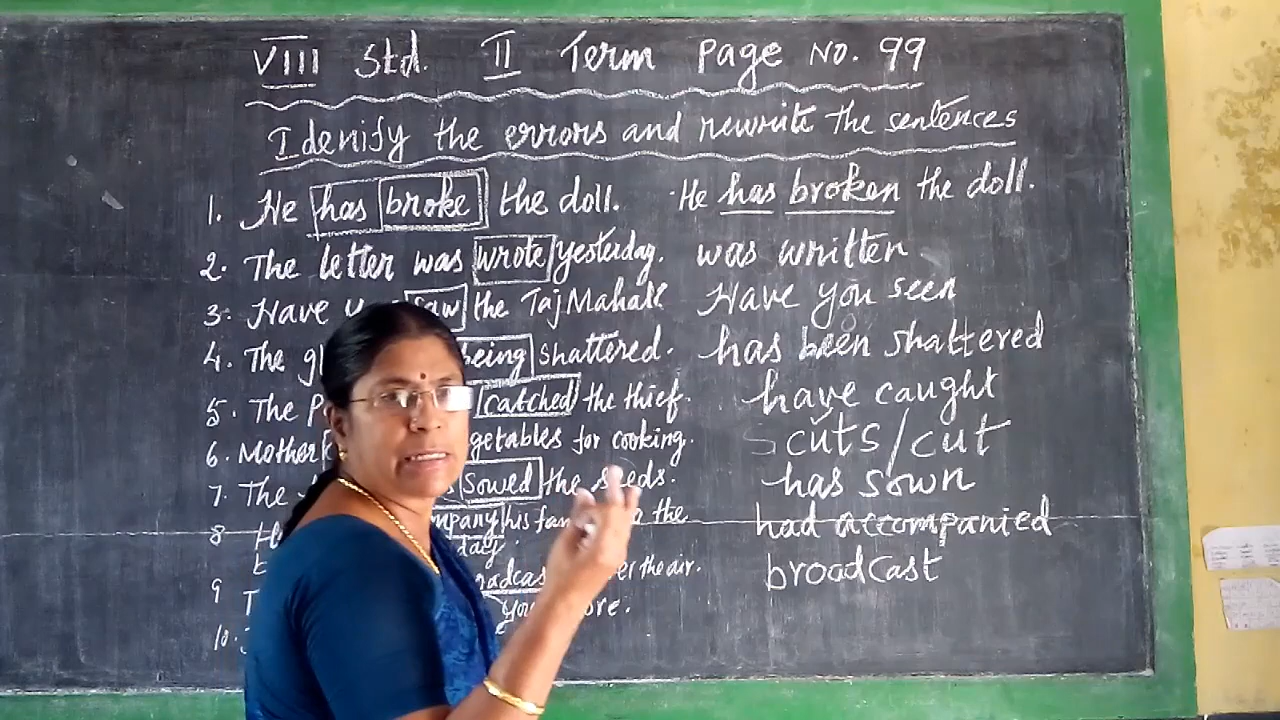 VIII Std. II Term Page No. 99
Idenify the errors and rewrite the sentences
1. He has broke the doll. He has broken the doll.
2. The letter was wrote yesterday. was written
3. Have saw the Taj Mahall Have you seen
4. The being shattered. has been shattered
5. The catched the thief. have caught
6. Mother for cooking. cuts/cut
7. The sowed the seeds. has sown
8 his the had accompanied
day
9 the air. broadcast
10.